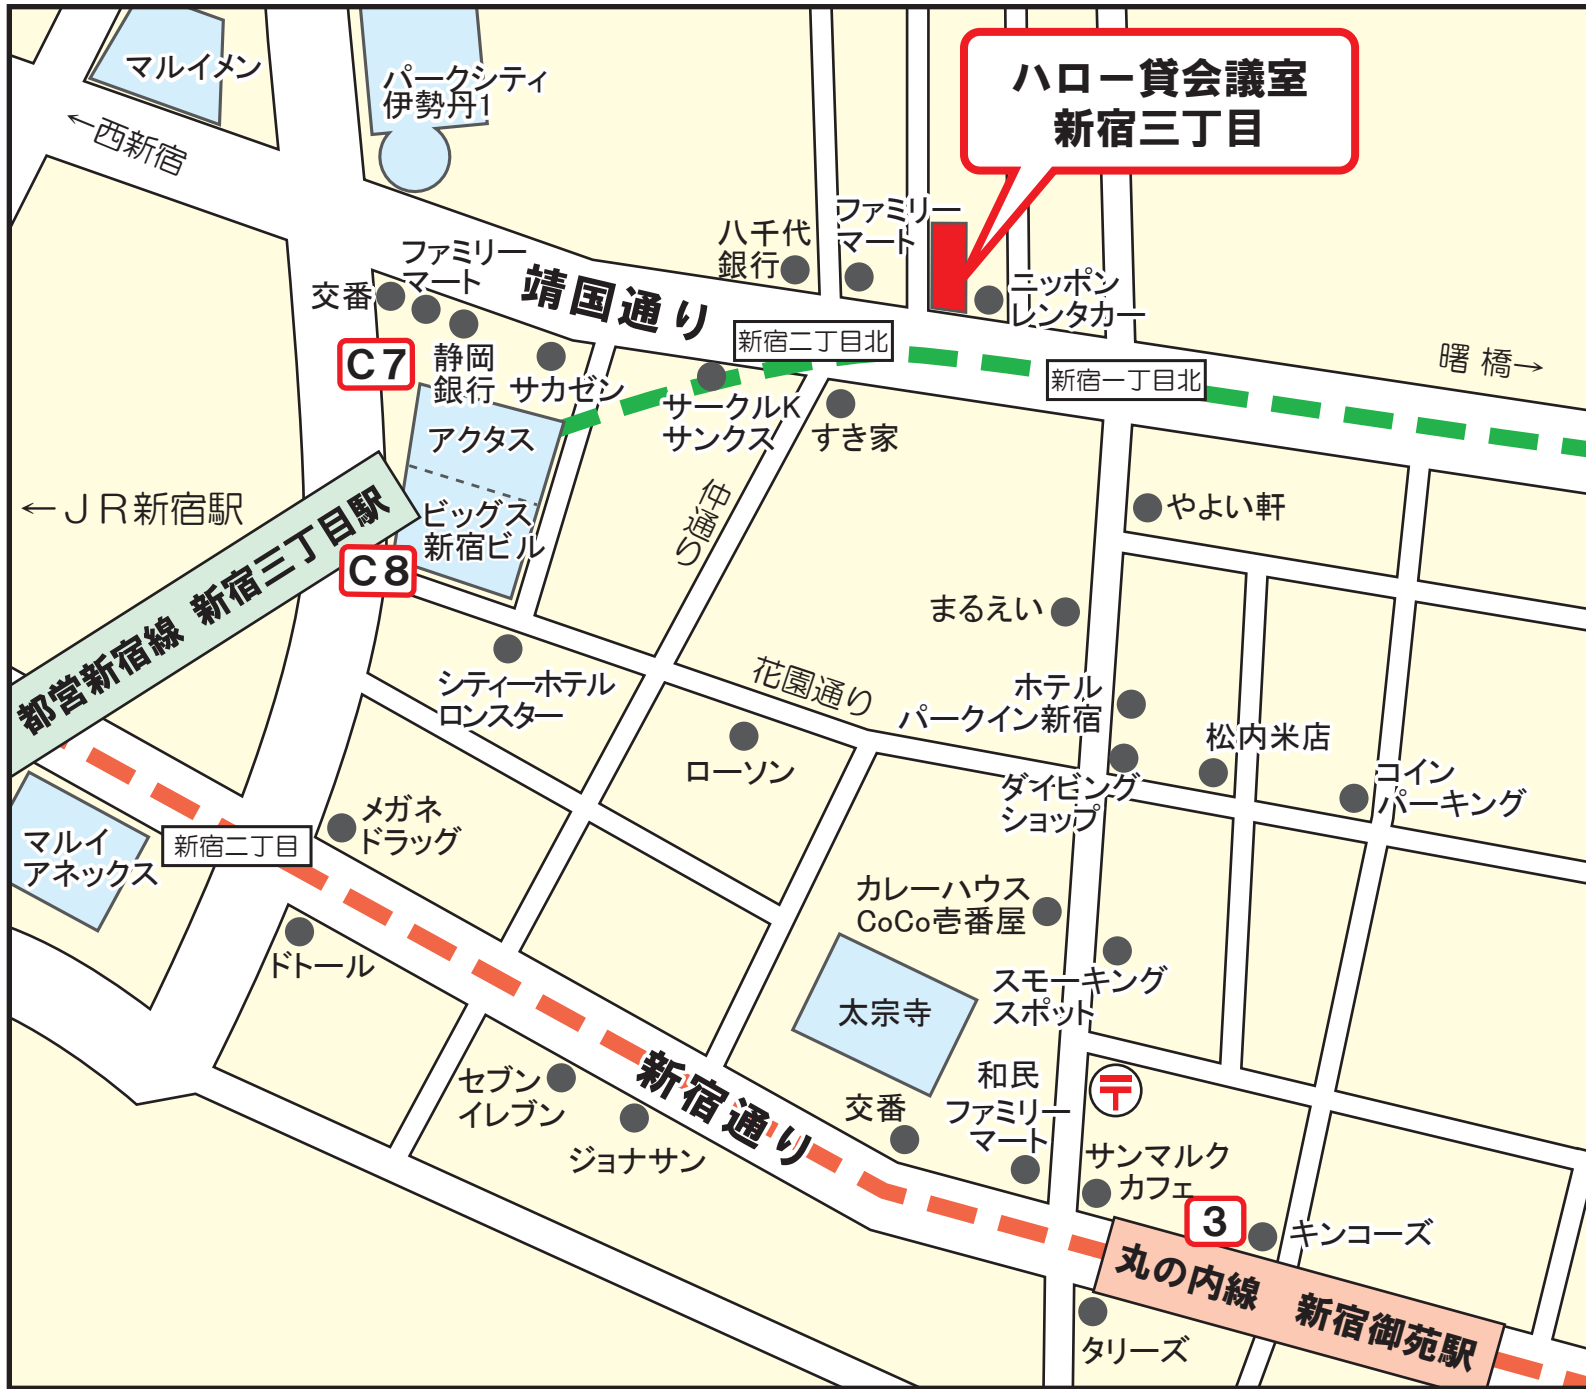 マルイメン
パークシティ
伊勢丹1
ハロー貸会議室
新宿三丁目
←西新宿
ファミリー
マート
八千代
銀行
ファミリー
マート
靖国通り
交番
ニッポン
レンタカー
新宿二丁目北
C7
静岡
銀行
サカゼン
新宿一丁目北
曙橋→
サークルK
サンクス
すき家
アクタス
←JR新宿駅
ビッグス
新宿ビル
仲通り
やよい軒
C8
都営新宿線 新宿三丁目駅
まるえい
シティーホテル
ロンスター
花園通り
ホテル
パークイン新宿
松内米店
ローソン
ダイビング
ショップ
コイン
パーキング
メガネ
ドラッグ
マルイ
アネックス
新宿二丁目
カレーハウス
CoCo壱番屋
ドトール
スモーキング
スポット
太宗寺
セブン
イレブン
新宿通り
ジョナサン
交番
和民
ファミリー
マート
〒
サンマルク
カフェ
3
キンコーズ
丸の内線 新宿御苑駅
タリーズ